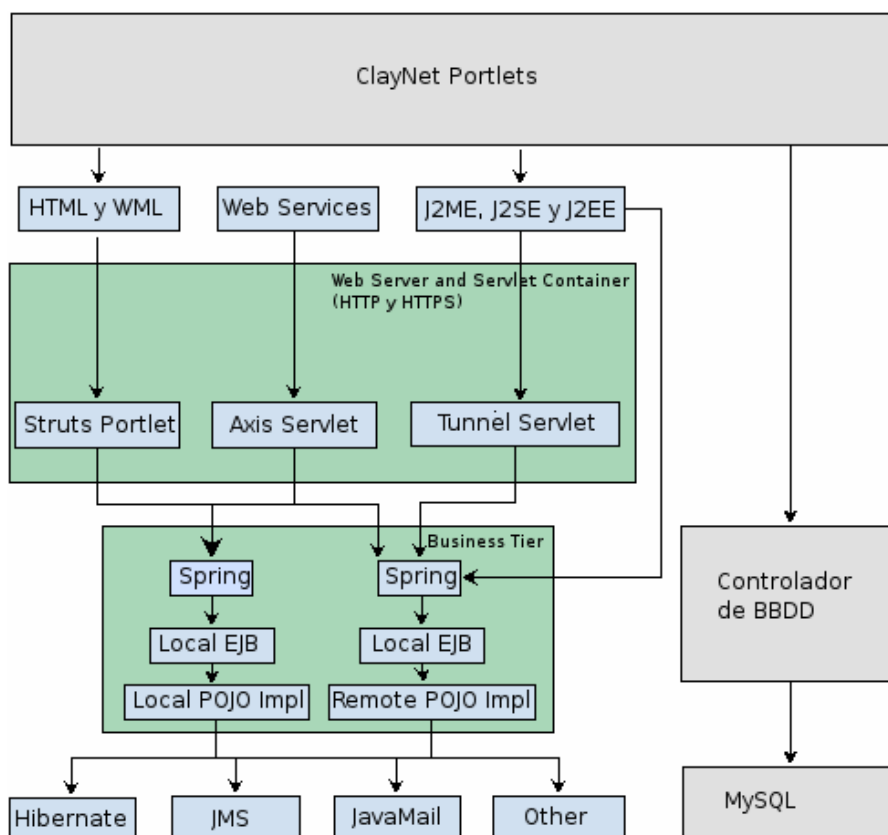 ClayNet Portlets
HTML y WML
Web Services
J2ME, J2SE y J2EE
Web Server and Servlet Container
(HTTP y HTTPS)
Struts Portlet
Axis Servlet
Tunnel Servlet
Business Tier
Spring
Spring
Controlador
de BBDD
Local EJB
Local EJB
Local POJO Impl
Remote POJO Impl
Hibernate
JMS
JavaMail
Other
MySQL